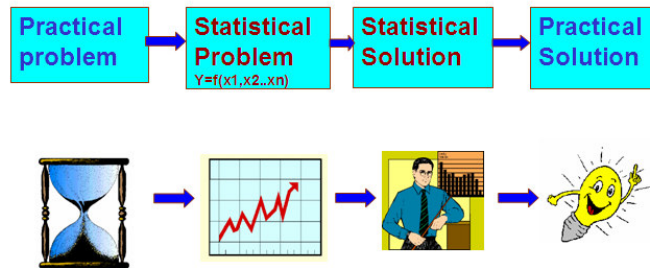 Practical
problem
Statistical
Problem
Y=f(x1,x2..xn)
Statistical
Solution
Practical
Solution